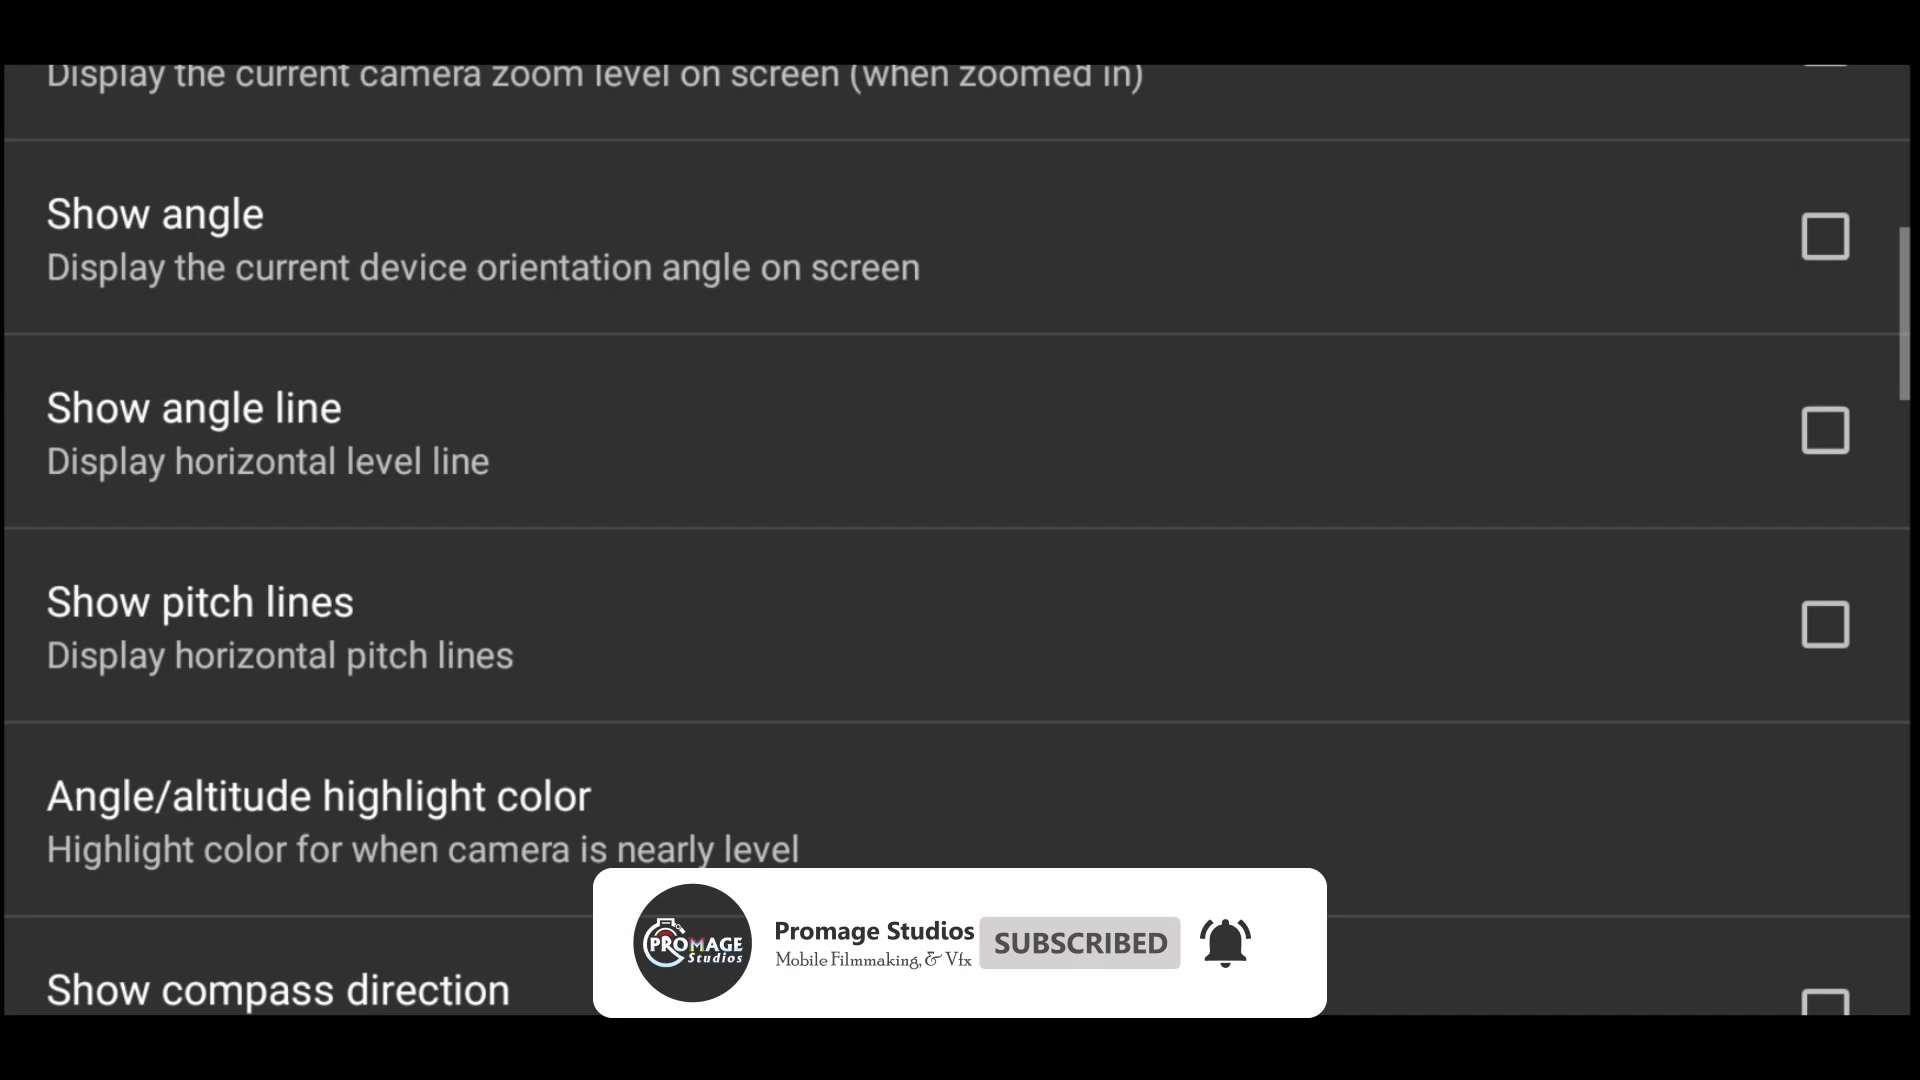 Display the current camera zoom level on screen (when zoomed in)
Show angle
Display the current device orientation angle on screen
Show angle line
Display horizontal level line
Show pitch lines
Display horizontal pitch lines
Angle/altitude highlight color
Highlight color for when camera is nearly level
Show compass direction
PROMAGE
Studios
Promage Studios
Mobile Filmmaking, & Vfx
SUBSCRIBED